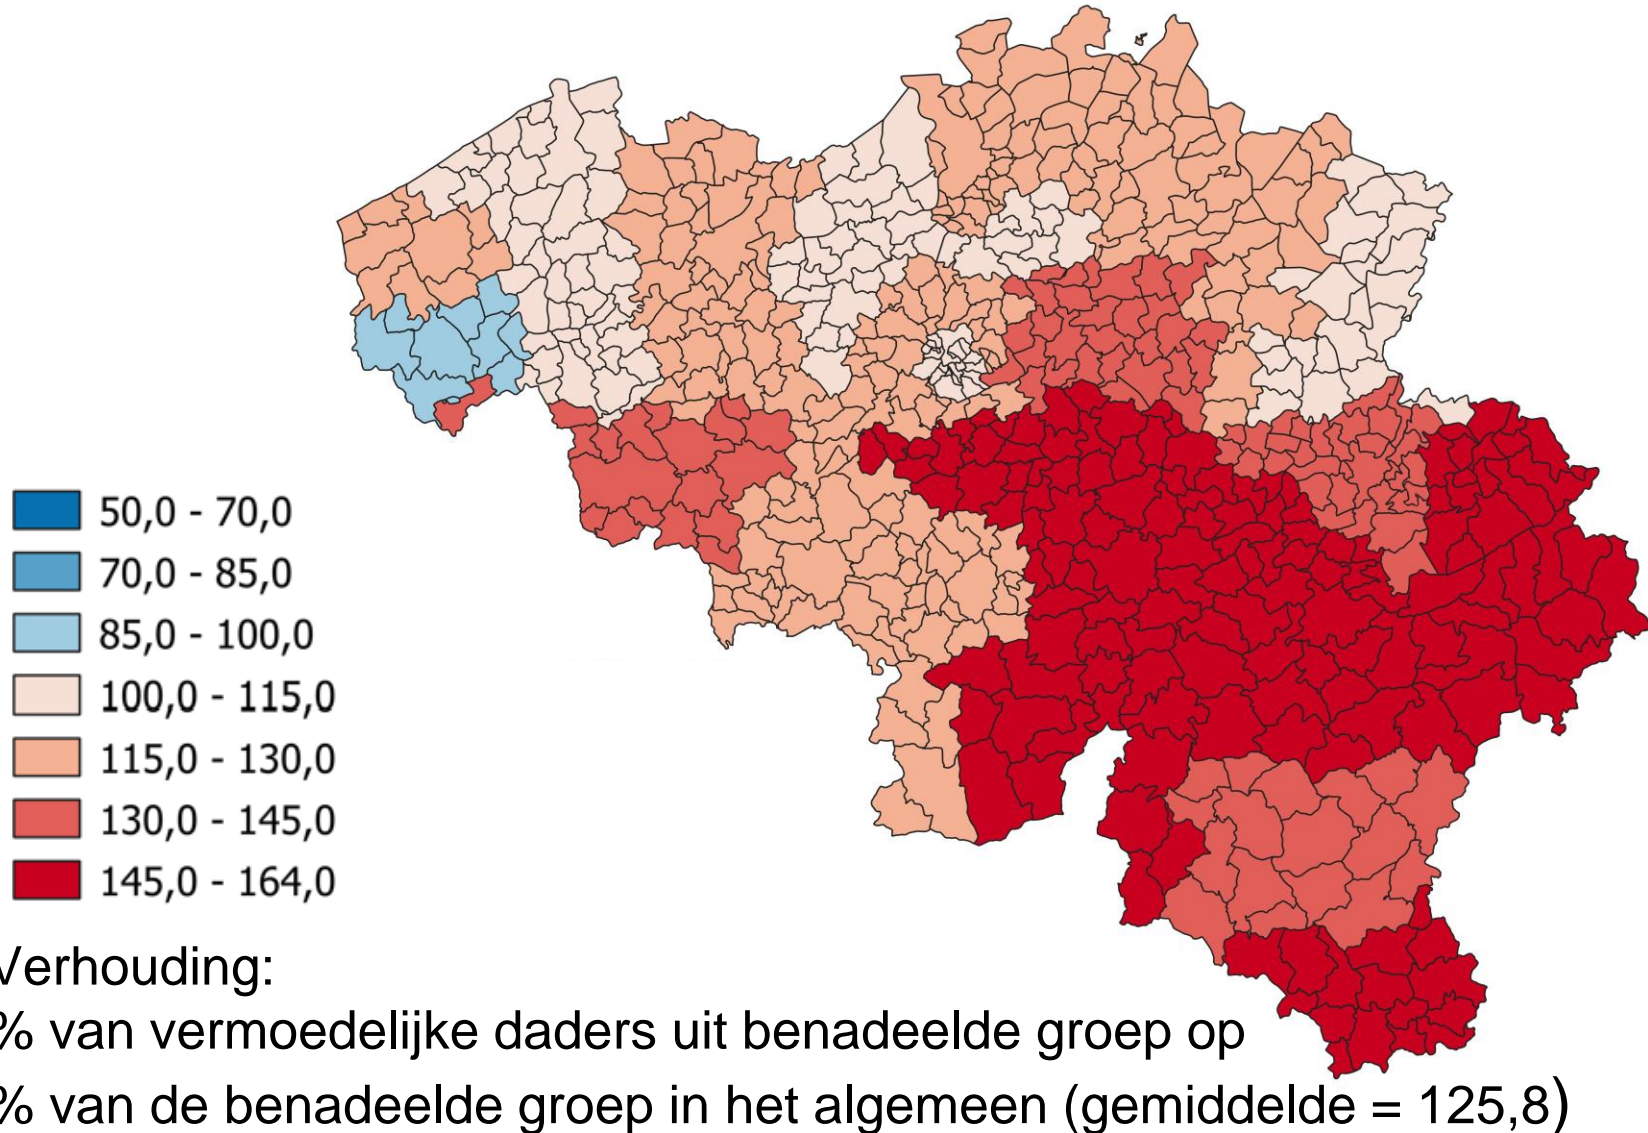 50,0 - 70,0
70,0 - 85,0
85,0 - 100,0
100,0 - 115,0
115,0 - 130,0
130,0 - 145,0
145,0 - 164,0
Verhouding:
% van vermoedelijke daders uit benadeelde groep op
% van de benadeelde groep in het algemeen (gemiddelde = 125,8)